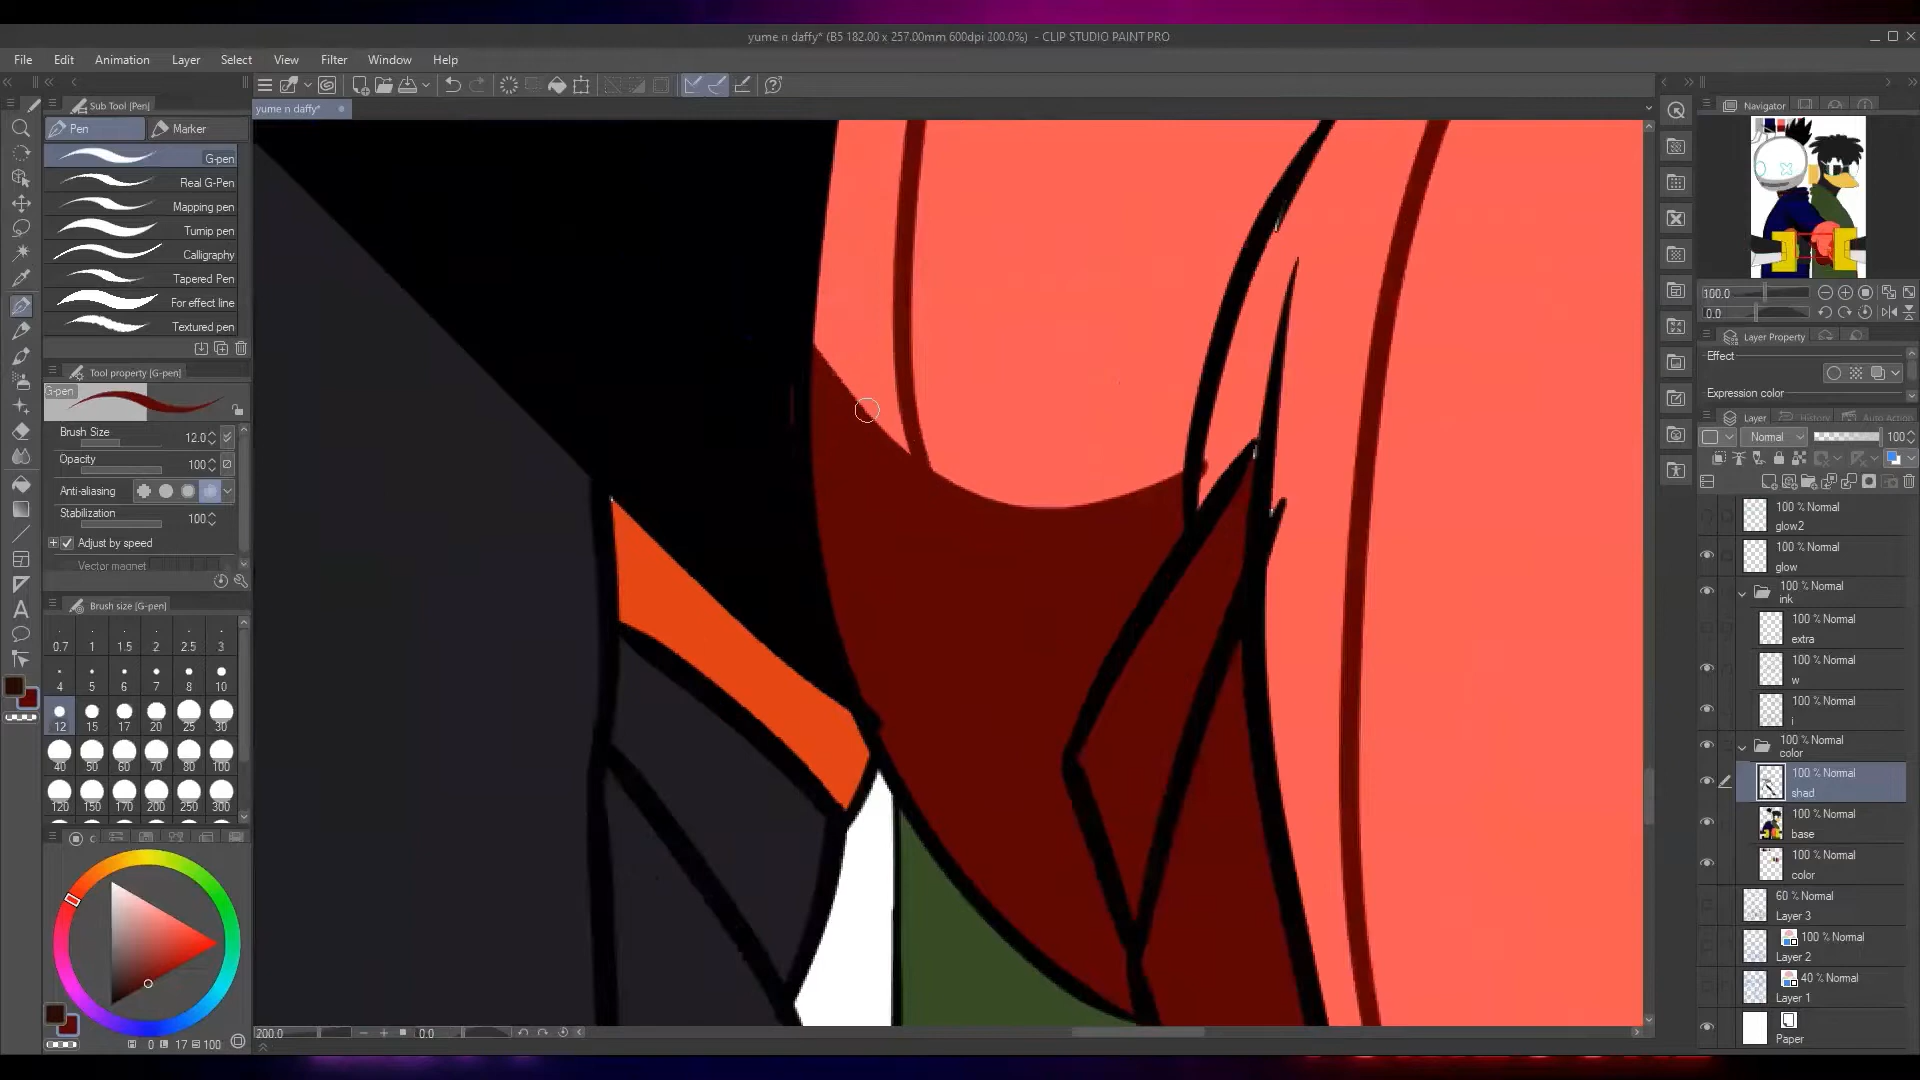 yume n daffy* (B5 182.00 x 257.00mm 600dpi 200.0%) - CLIP STUDIO PAINT PRO
File Edit Animation Layer Select View Filter Window Help
Sub Tool [Pen]
yume n daffy*
Navigator
Pen Marker
G-pen
Real G-Pen
Mapping pen
Turnip pen
Calligraphy
Tapered Pen
For effect line
Textured pen
100.0
0.0
Layer Property
Effect
Expression color
Tool property [G-pen]
G-pen
Brush Size 12.0
Opacity 100
Anti-aliasing
Stabilization 100
Adjust by speed
Vector magnet
Layer History Auto Action
Normal 100
Brush size [G-pen]
0.7 1 1.5 2 2.5 3
4 5 6 7 8 10
12 15 17 20 25 30
40 50 60 70 80 100
120 150 170 200 250 300
100 % Normal
glow2
100 % Normal
glow
100 % Normal
ink
100 % Normal
extra
100 % Normal
w
100 % Normal
i
100 % Normal
color
100 % Normal
shad
100 % Normal
base
100 % Normal
color
60 % Normal
Layer 3
100 % Normal
Layer 2
40 % Normal
Layer 1
Paper
200.0 0.0
0 17 100